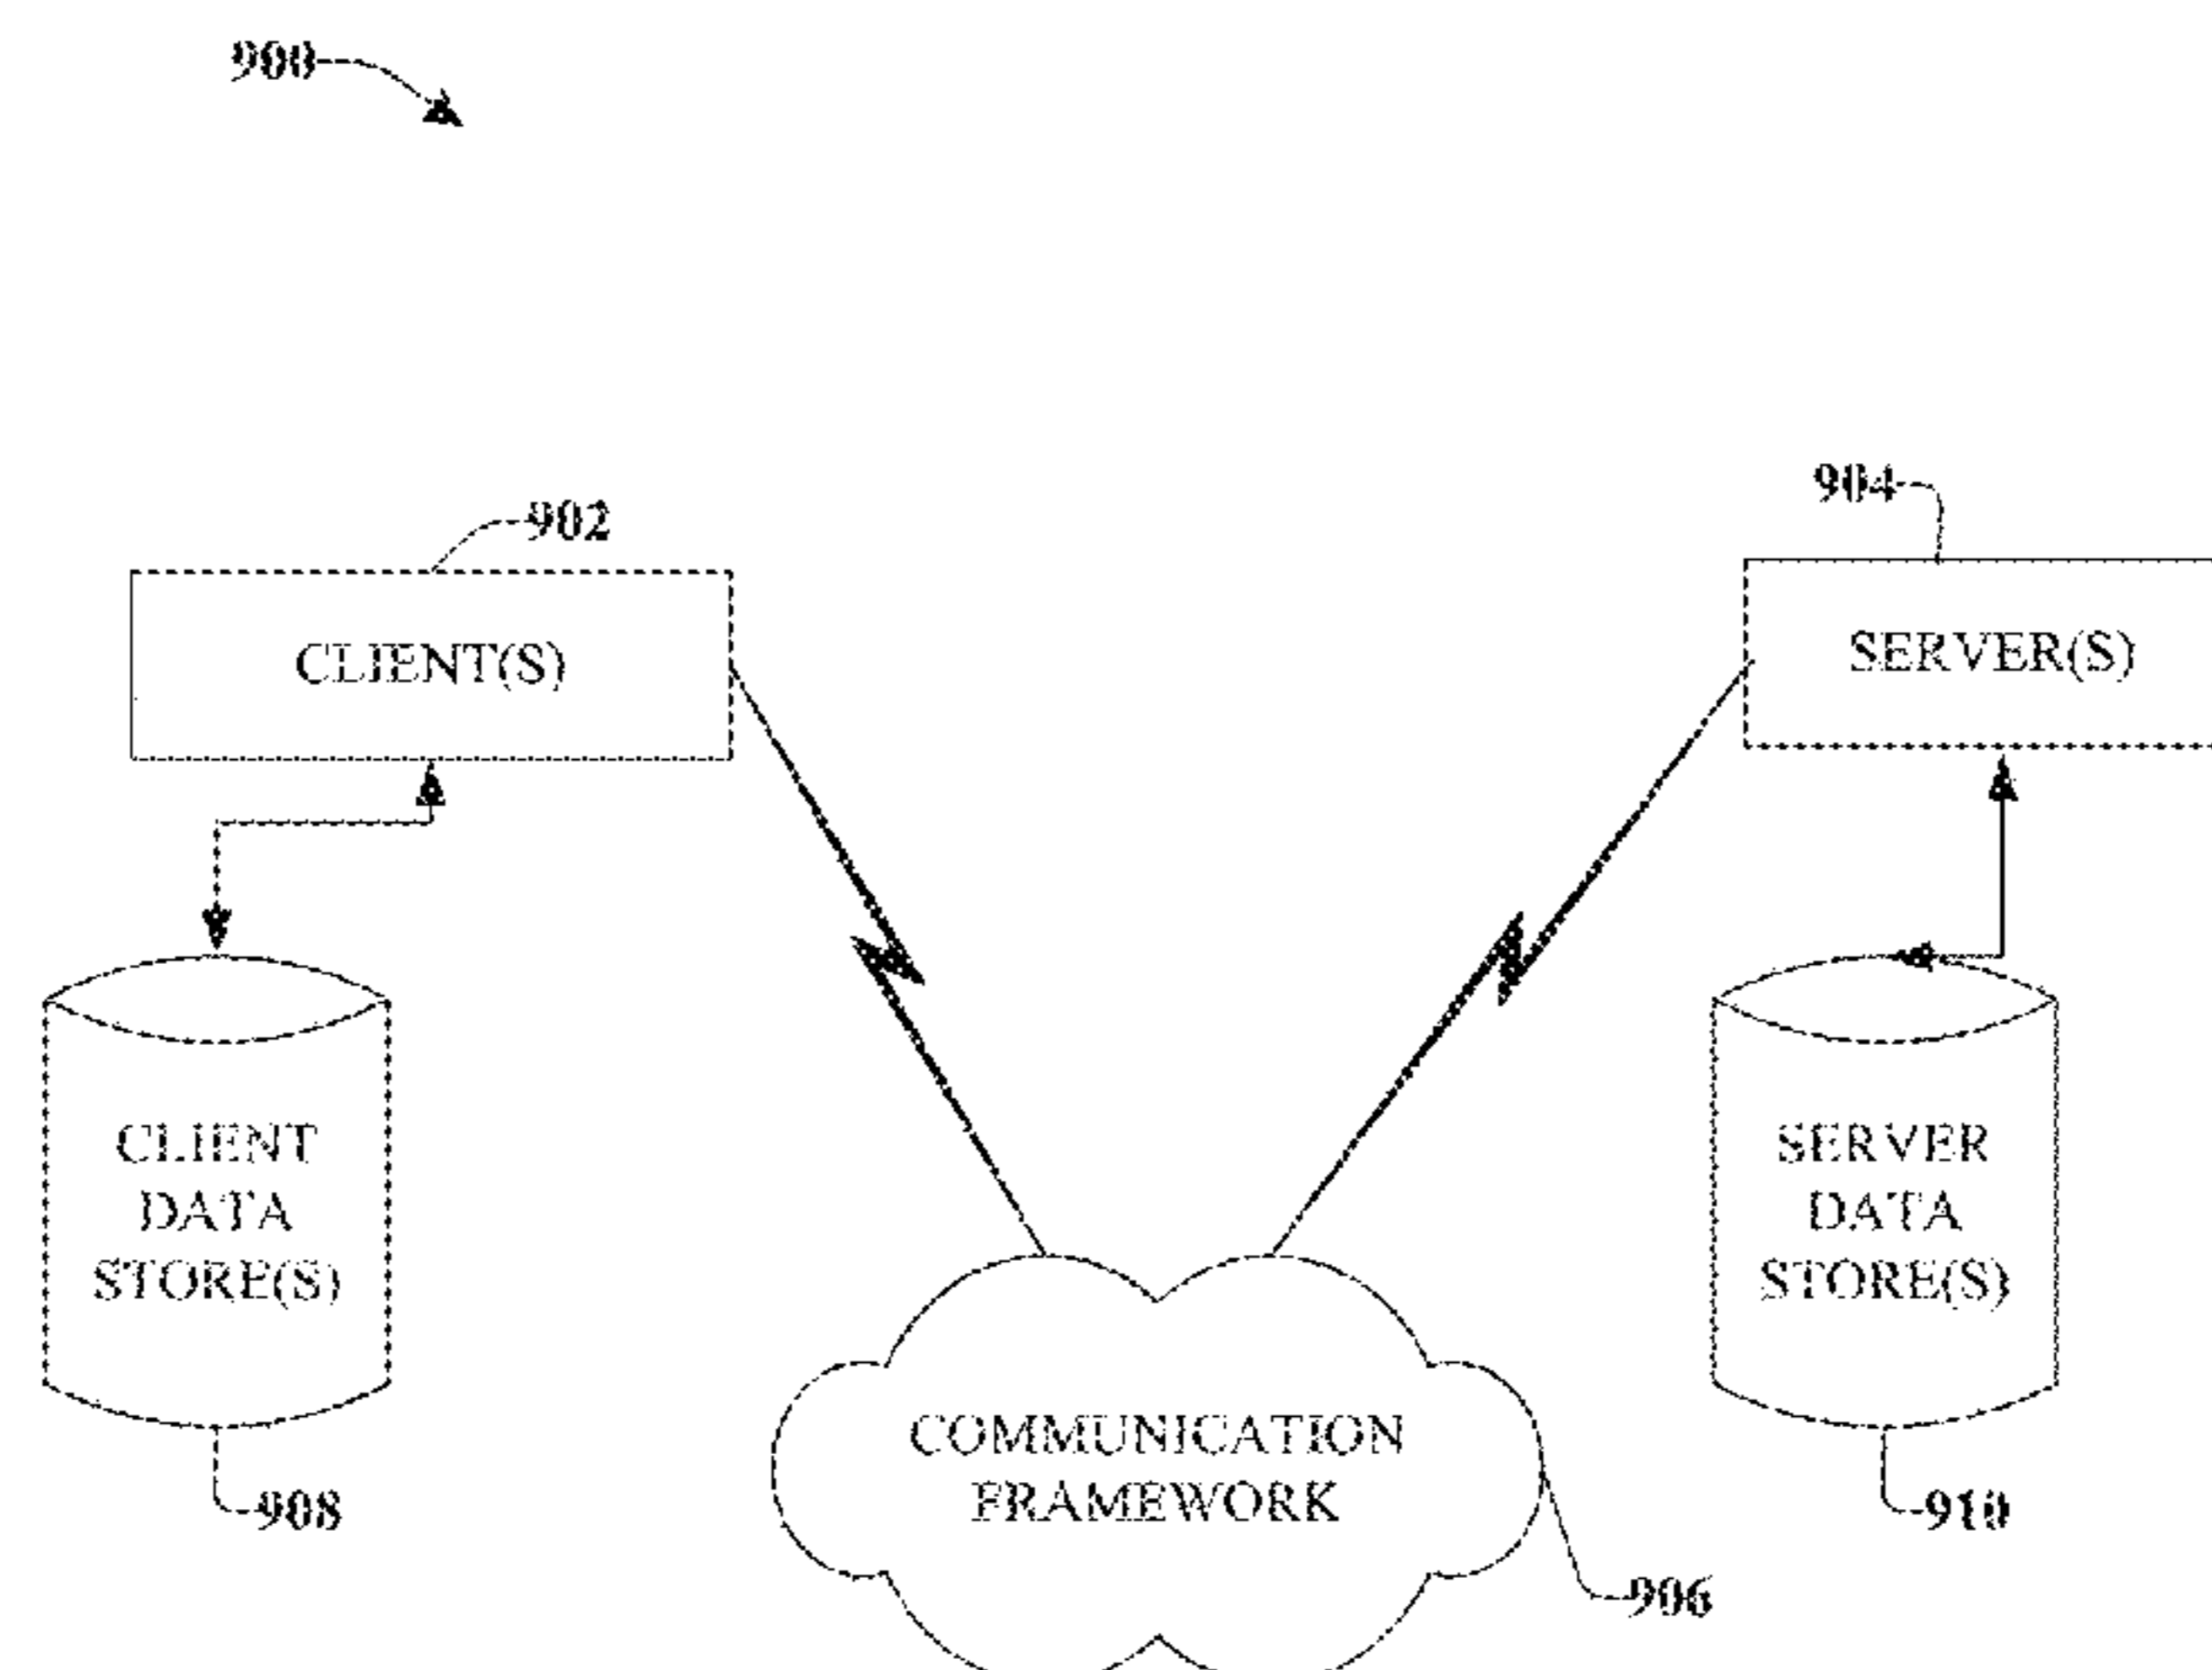 900
904
902
CLIENT(S)
SERVER(S)
CLIENT
DATA
STORE(S)
SERVER
DATA
STORE(S)
COMMUNICATION
FRAMEWORK
908
910
906